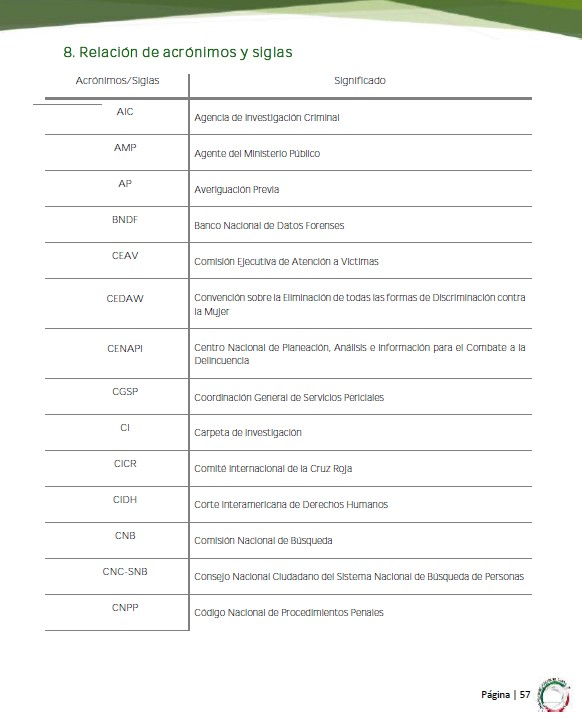 8. Relación de acrónimos y siglas
Acrónimos/Siglas Significado
AIC Agencia de Investigación Criminal
AMP Agente del Ministerio Público
AP Averiguación Previa
BNDF Banco Nacional de Datos Forenses
CEAV Comisión Ejecutiva de Atención a Víctimas
CEDAW Convención sobre la Eliminación de todas las formas de Discriminación contra
la Mujer
CENAPI Centro Nacional de Planeación, Análisis e Información para el Combate a la
Delincuencia
CGSP Coordinación General de Servicios Periciales
CI Carpeta de Investigación
CICR Comité Internacional de la Cruz Roja
CIDH Corte Interamericana de Derechos Humanos
CNB Comisión Nacional de Búsqueda
CNC-SNB Consejo Nacional Ciudadano del Sistema Nacional de Búsqueda de Personas
CNPP Código Nacional de Procedimientos Penales
Página | 57